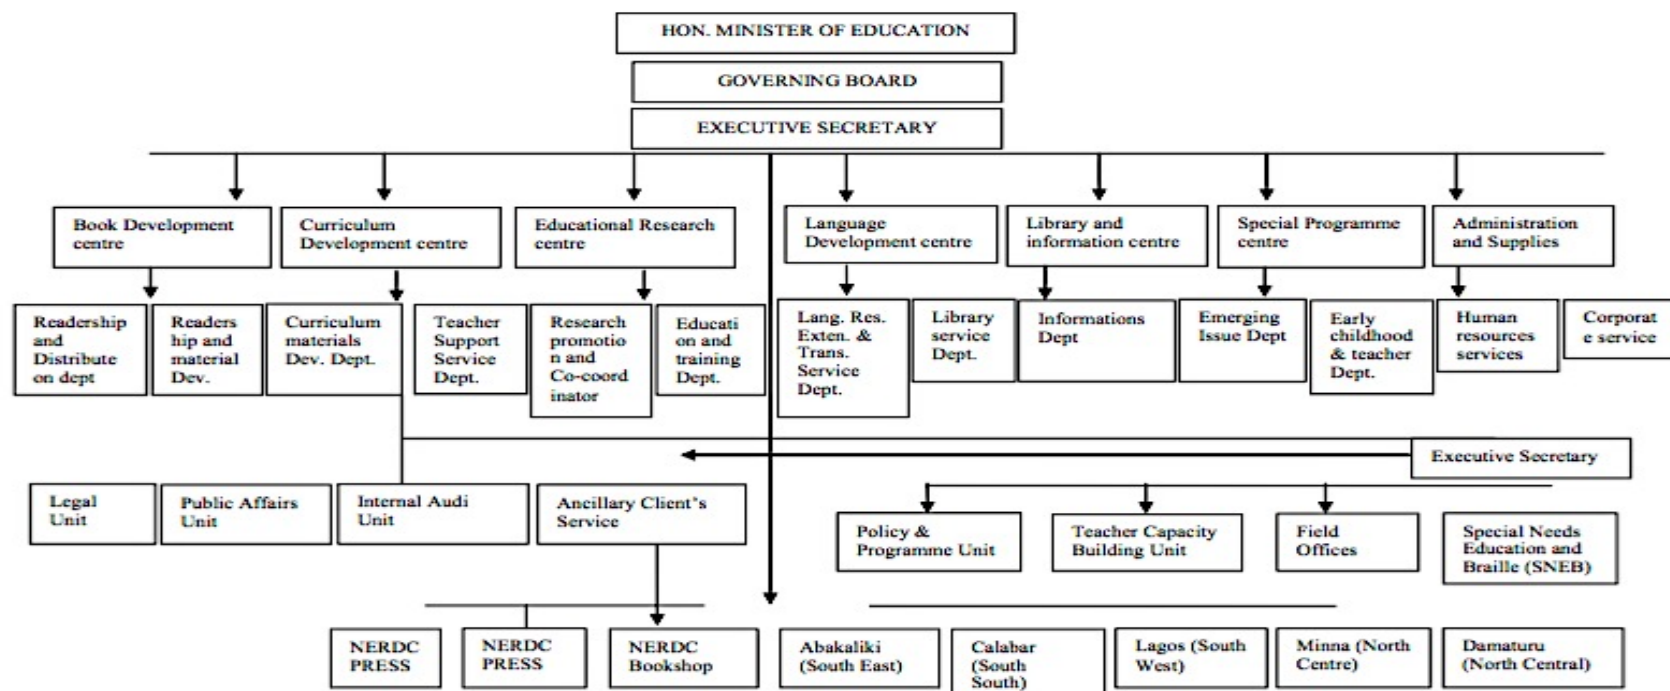 HON. MINISTER OF EDUCATION
GOVERNING BOARD
EXECUTIVE SECRETARY
Book Development
centre
Curriculum
Development centre
Educational Research
centre
Language
Development centre
Library and
information centre
Special Programme
centre
Administration
and Supplies
Readership
and
Distribute
on dept
Readers
hip and
material
Dev.
Curriculum
materials
Dev. Dept.
Teacher
Support
Service
Dept.
Research
promotio
n and
Co-coord
inator
Educati
on and
training
Dept.
Lang. Res.
Exten. &
Trans.
Service
Dept.
Library
service
Dept.
Informations
Dept
Emerging
Issue Dept
Early
childhood
& teacher
Dept.
Human
resources
services
Corporat
e service
Executive Secretary
Legal
Unit
Public Affairs
Unit
Internal Audi
Unit
Ancillary Client's
Service
Policy &
Programme Unit
Teacher Capacity
Building Unit
Field
Offices
Special Needs
Education and
Braille (SNEB)
NERDC
PRESS
NERDC
PRESS
NERDC
Bookshop
Abakaliki
(South East)
Calabar
(South
South)
Lagos (South
West)
Minna (North
Centre)
Damaturu
(North Central)